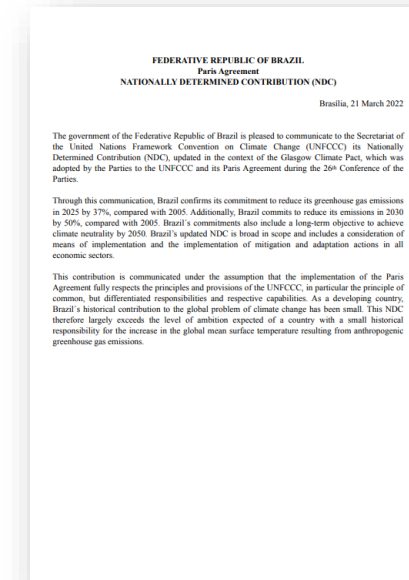 FEDERATIVE REPUBLIC OF BRAZIL
Paris Agreement
NATIONALLY DETERMINED CONTRIBUTION (NDC)
Brasília, 21 March 2022
The government of the Federative Republic of Brazil is pleased to communicate to the Secretariat of
the United Nations Framework Convention on Climate Change (UNFCCC) its Nationally
Determined Contribution (NDC), updated in the context of the Glasgow Climate Pact, which was
adopted by the Parties to the UNFCCC and its Paris Agreement during the 26th Conference of the
Parties.
Through this communication, Brazil confirms its commitment to reduce its greenhouse gas emissions
in 2025 by 37%, compared with 2005. Additionally, Brazil commits to reduce its emissions in 2030
by 50%, compared with 2005. Brazil´s commitments also include a long-term objective to achieve
climate neutrality by 2050. Brazil´s updated NDC is broad in scope and includes a consideration of
means of implementation and the implementation of mitigation and adaptation actions in all
economic sectors.
This contribution is communicated under the assumption that the implementation of the Paris
Agreement fully respects the principles and provisions of the UNFCCC, in particular the principle of
common, but differentiated responsibilities and respective capabilities. As a developing country,
Brazil´s historical contribution to the global problem of climate change has been small. This NDC
therefore largely exceeds the level of ambition expected of a country with a small historical
responsibility for the increase in the global mean surface temperature resulting from anthropogenic
greenhouse gas emissions.